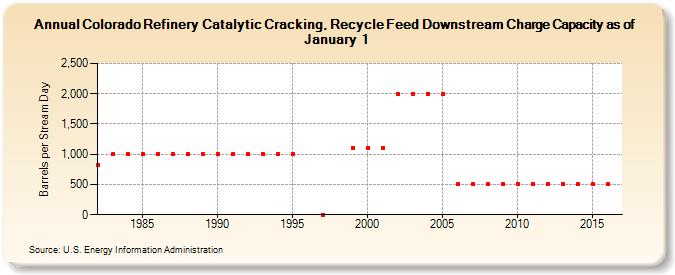 Annual Colorado Refinery Catalytic Cracking, Recycle Feed Downstream Charge Capacity as of
January 1
Barrels per Stream Day
2,500
2,000
1,500
1,000
500
0
1985 1990 1995 2000 2005 2010 2015
Source: U.S. Energy Information Administration